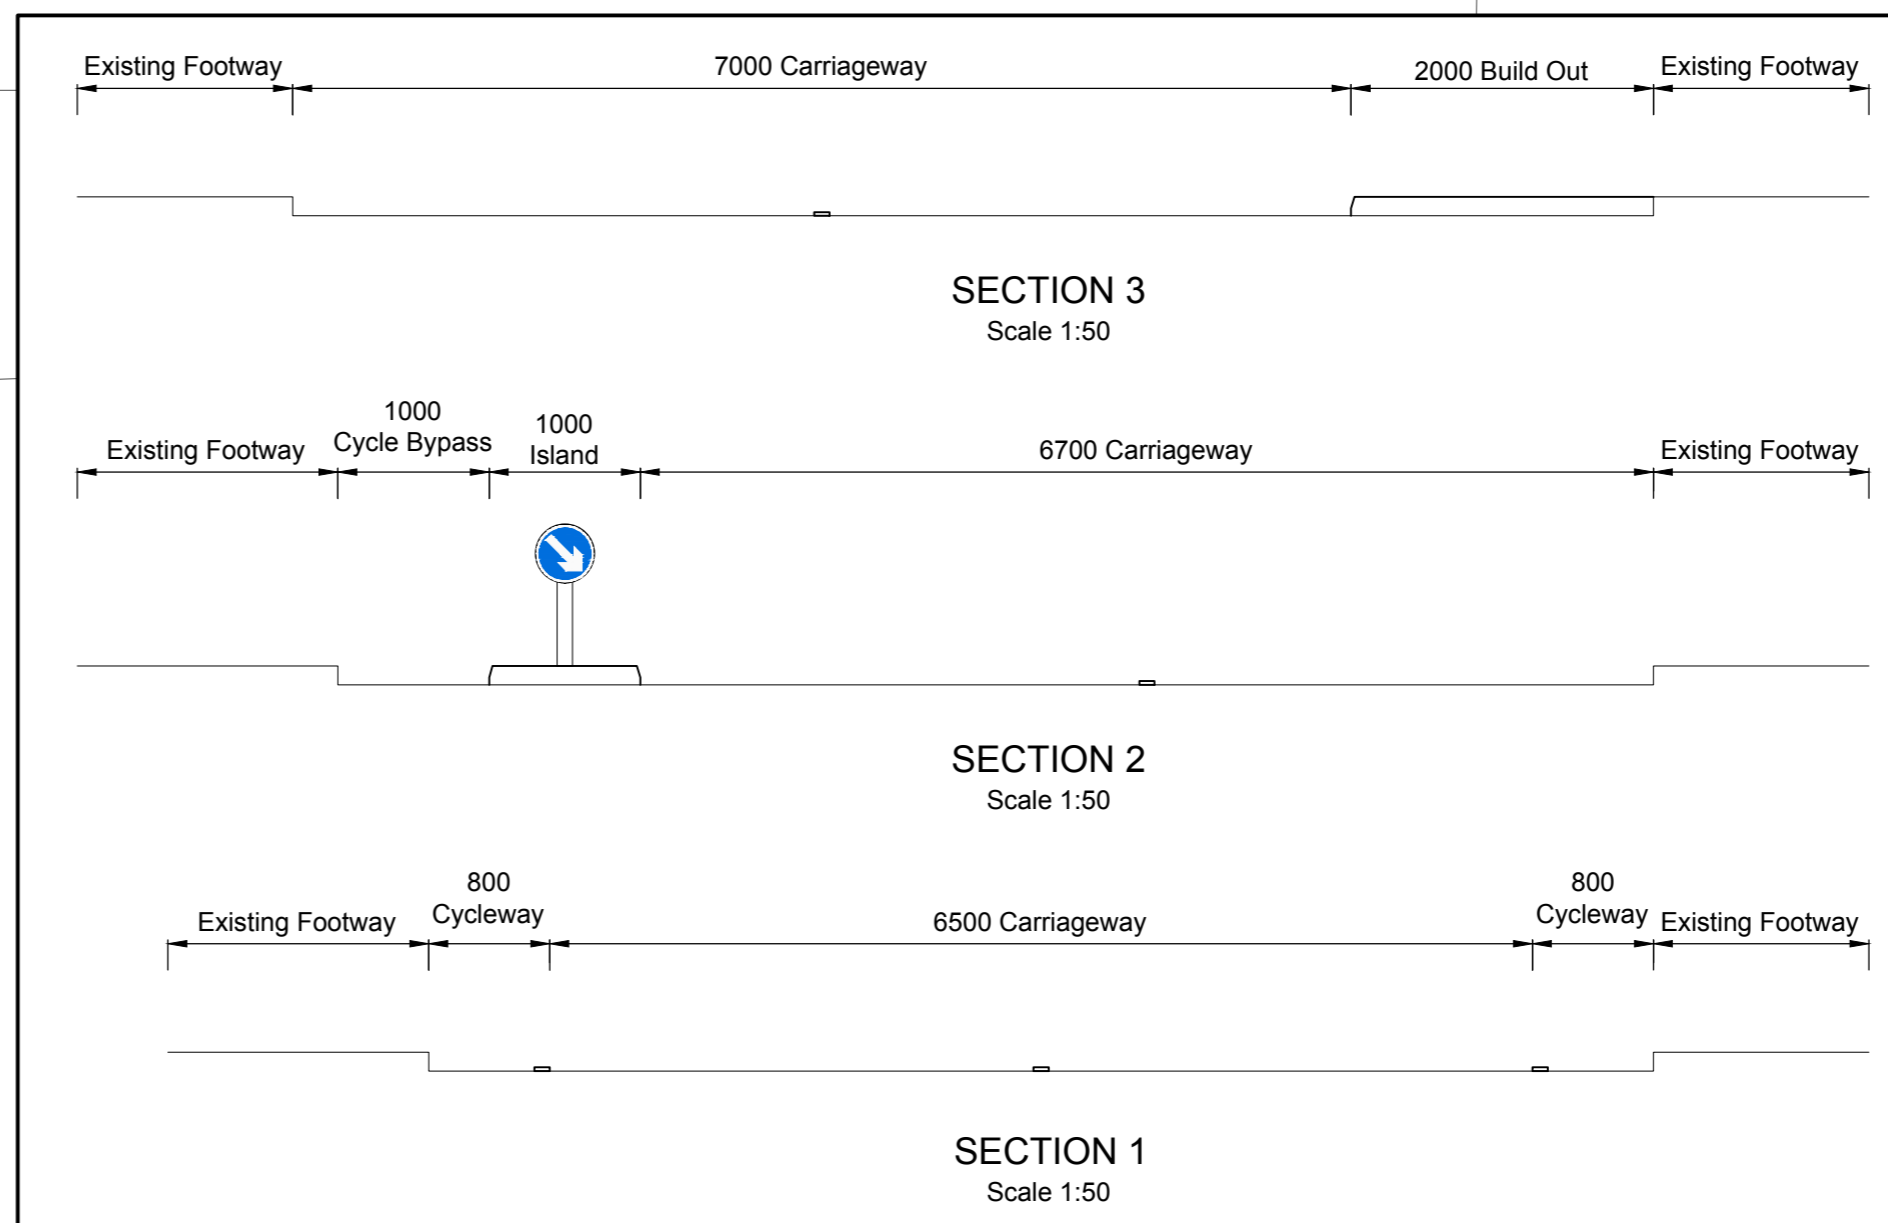 Existing Footway
7000 Carriageway
2000 Build Out
Existing Footway
SECTION 3
Scale 1:50
Existing Footway
1000
Cycle Bypass
1000
Island
6700 Carriageway
Existing Footway
SECTION 2
Scale 1:50
Existing Footway
800
Cycleway
6500 Carriageway
800
Cycleway
Existing Footway
SECTION 1
Scale 1:50